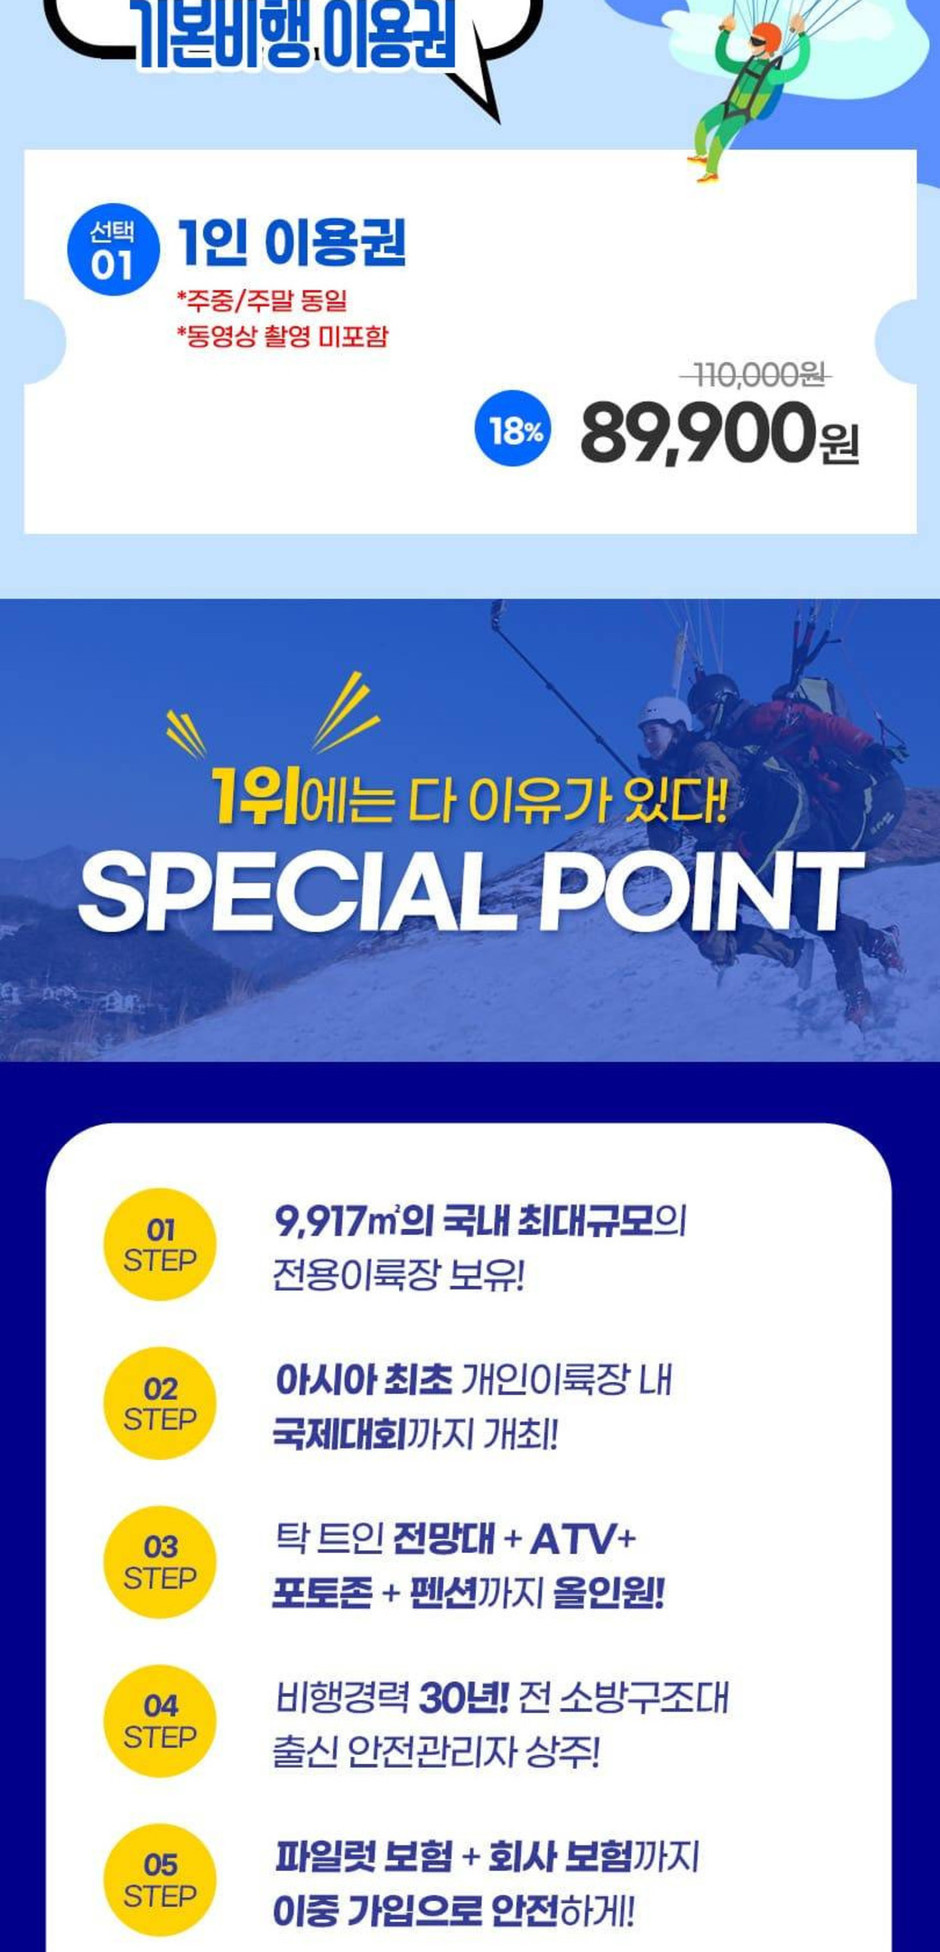 기본비행 이용권
선택
01
1인 이용권
*주중/주말 동일
*동영상 촬영 미포함
110,000원
18%
89,900원
1위에는 다 이유가 있다!
SPECIAL POINT
01
STEP
9,917㎡의 국내 최대규모의
전용이륙장 보유!
02
STEP
아시아 최초 개인이륙장 내
국제대회까지 개최!
03
STEP
탁 트인 전망대 + ATV+
포토존 + 펜션까지 올인원!
04
STEP
비행경력 30년! 전 소방구조대
출신 안전관리자 상주!
05
STEP
파일럿 보험 + 회사 보험까지
이중 가입으로 안전하게!